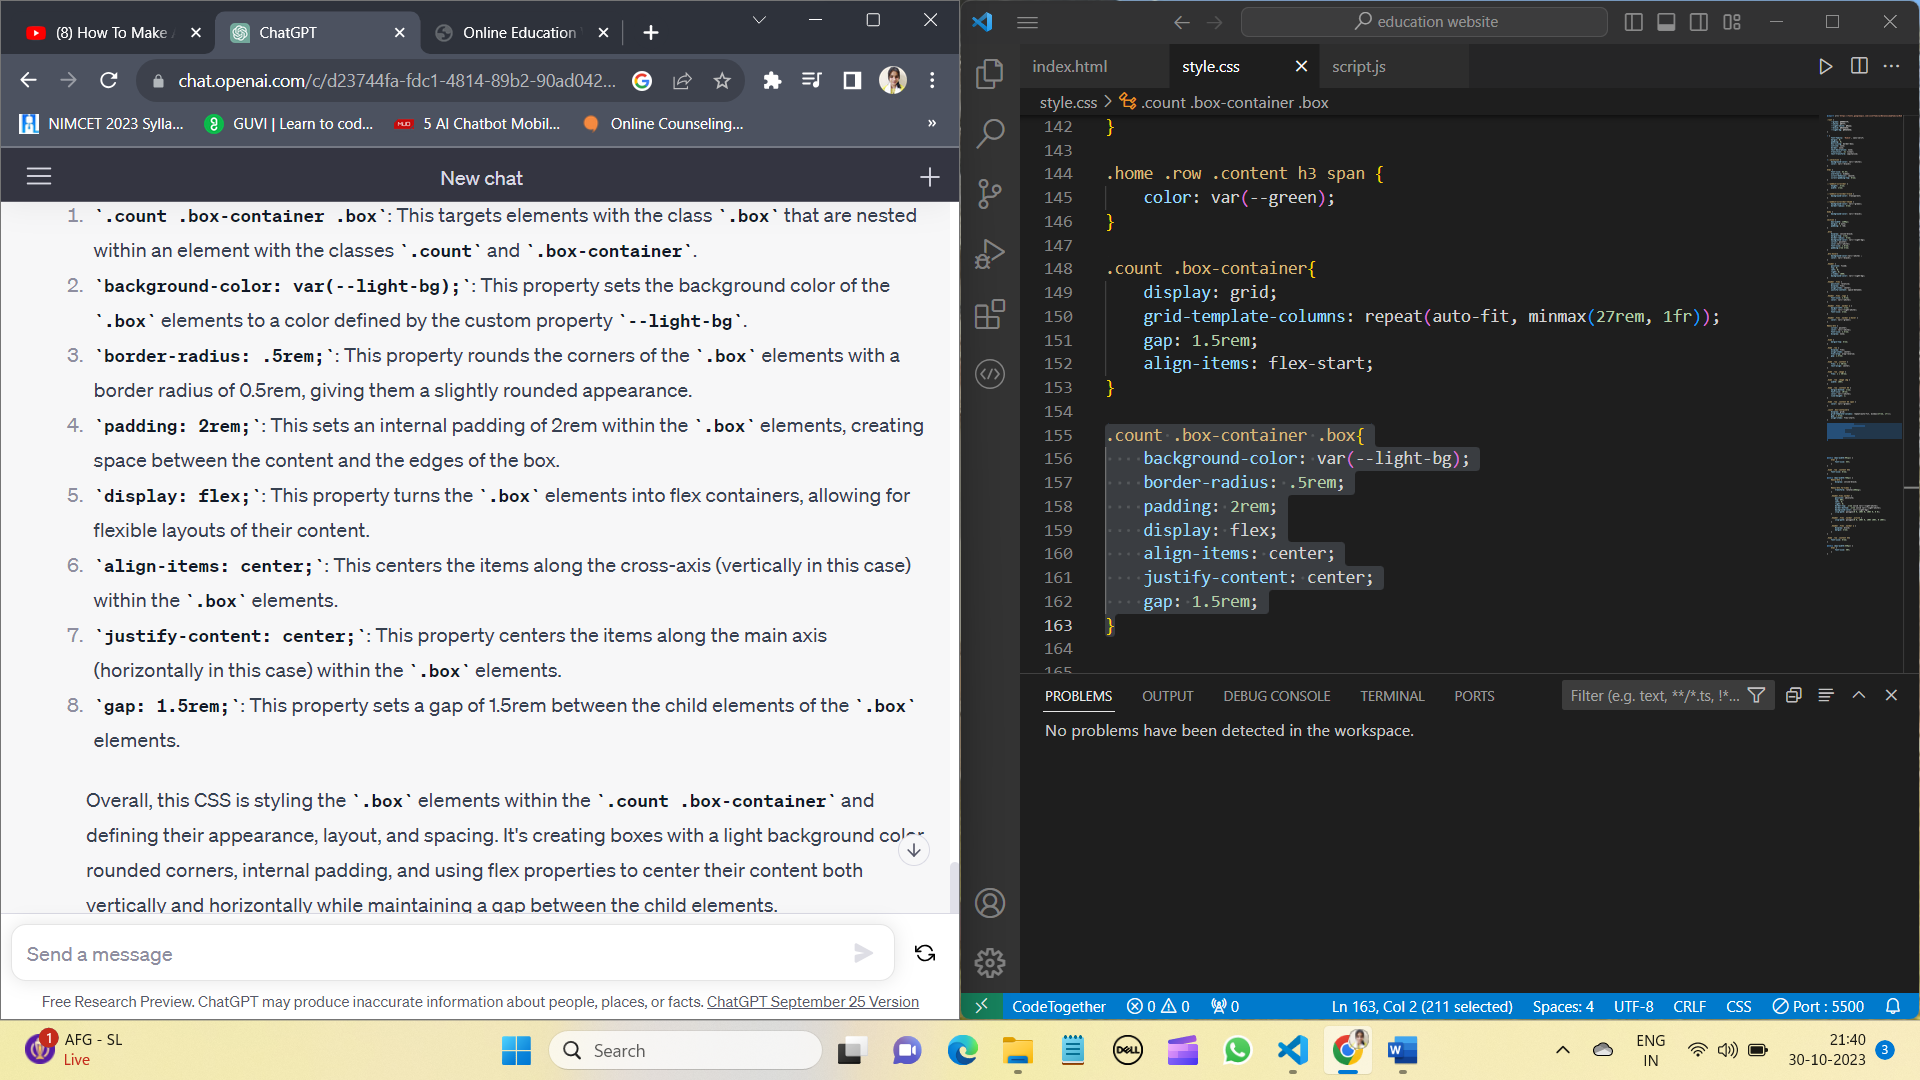 (8) How To Make A
ChatGPT
Online Education
chat.openai.com/c/d23744fa-fdc1-4814-89b2-90ad042...
NIMCET 2023 Sylla...
GUVI | Learn to cod...
5 AI Chatbot Mobil...
Online Counseling...
»
New chat
1. `.count .box-container .box`: This targets elements with the class `.box` that are nested
within an element with the classes `.count` and `.box-container`.
2. `background-color: var(--light-bg);`: This property sets the background color of the
`.box` elements to a color defined by the custom property `--light-bg`.
3. `border-radius: .5rem;`: This property rounds the corners of the `.box` elements with a
border radius of 0.5rem, giving them a slightly rounded appearance.
4. `padding: 2rem;`: This sets an internal padding of 2rem within the `.box` elements, creating
space between the content and the edges of the box.
5. `display: flex;`: This property turns the `.box` elements into flex containers, allowing for
flexible layouts of their content.
6. `align-items: center;`: This centers the items along the cross-axis (vertically in this case)
within the `.box` elements.
7. `justify-content: center;`: This property centers the items along the main axis
(horizontally in this case) within the `.box` elements.
8. `gap: 1.5rem;`: This property sets a gap of 1.5rem between the child elements of the `.box`
elements.
Overall, this CSS is styling the `.box` elements within the `.count .box-container` and
defining their appearance, layout, and spacing. It's creating boxes with a light background color,
rounded corners, internal padding, and using flex properties to center their content both
vertically and horizontally while maintaining a gap between the child elements.
Send a message
Free Research Preview. ChatGPT may produce inaccurate information about people, places, or facts. ChatGPT September 25 Version
education website
index.html
style.css
script.js
style.css > .count .box-container .box
142 }
143
144 .home .row .content h3 span {
145 color: var(--green);
146 }
147
148 .count .box-container{
149 display: grid;
150 grid-template-columns: repeat(auto-fit, minmax(27rem, 1fr));
151 gap: 1.5rem;
152 align-items: flex-start;
153 }
154
155 .count .box-container .box{
156 background-color: var(--light-bg);
157 border-radius: .5rem;
158 padding: 2rem;
159 display: flex;
160 align-items: center;
161 justify-content: center;
162 gap: 1.5rem;
163 }
164
165
PROBLEMS OUTPUT DEBUG CONSOLE TERMINAL PORTS
Filter (e.g. text, **/*.ts, !*...
No problems have been detected in the workspace.
CodeTogether 0 0 0 Ln 163, Col 2 (211 selected) Spaces: 4 UTF-8 CRLF CSS Port : 5500
1
AFG - SL
Live
Search
DELL
W
ENG
IN
21:40
30-10-2023
3